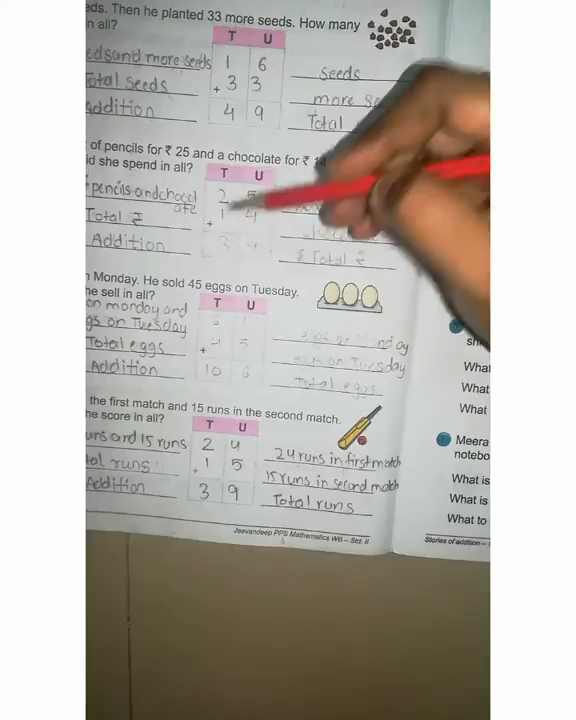 eds. Then he planted 33 more seeds. How many
n all?
T U
edsand more seeds 1 6 seeds
Total seeds + 3 3 more se
Addition 4 9 Total
of pencils for ₹ 25 and a chocolate for ₹ 14
id she spend in all?
T U
pencils and chocol
ate 2 5
Total ₹ + 1 4
Addition 3 Total ₹
n Monday. He sold 45 eggs on Tuesday.
he sell in all?
T U
on monday and
gs on Tuesday
Total eggs + 4 5 on Tuesday
Addition 10 6 Total eggs
the first match and 15 runs in the second match.
he score in all?
T U
uns and 15 runs 2 4 24 runs in first match
tal runs + 1 5 15 runs in second match
Addition 3 9 Total runs
Jeevandeep PPS Mathematics WB – Std. II
What
What
What
Meera
notebo
What is
What is
What to
Stories of addition –